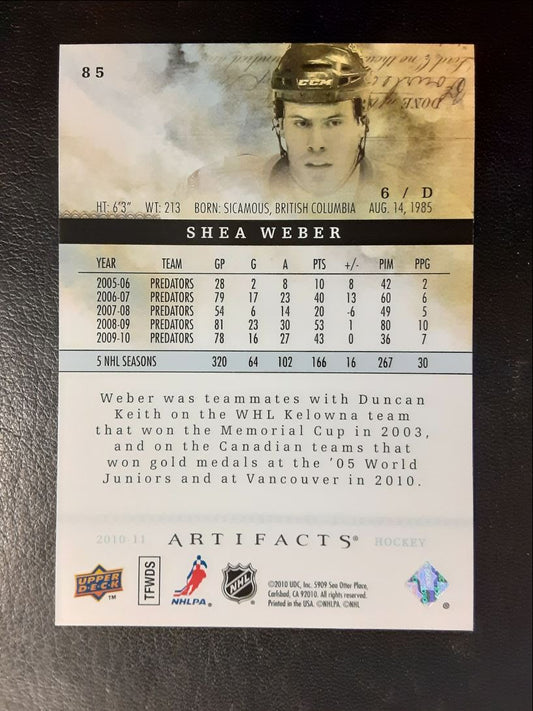 85
CCM
DOSE
6 / D
HT: 6'3" WT: 213 BORN: SICAMOUS, BRITISH COLUMBIA AUG. 14, 1985
SHEA WEBER
YEAR TEAM GP G A PTS +/- PIM PPG
2005-06 PREDATORS 28 2 8 10 8 42 2
2006-07 PREDATORS 79 17 23 40 13 60 6
2007-08 PREDATORS 54 6 14 20 -6 49 5
2008-09 PREDATORS 81 23 30 53 1 80 10
2009-10 PREDATORS 78 16 27 43 0 36 7
5 NHL SEASONS 320 64 102 166 16 267 30
Weber was teammates with Duncan
Keith on the WHL Kelowna team
that won the Memorial Cup in 2003,
and on the Canadian teams that
won gold medals at the '05 World
Juniors and at Vancouver in 2010.
2010-11 ARTIFACTS® HOCKEY
UPPER DECK TM
TFWDS
NHLPA®
NHL
©2010 UDC, Inc. 5909 Sea Otter Place,
Carlsbad, CA 92010. All rights reserved.
Printed in the USA. ©NHLPA. ©NHL
®